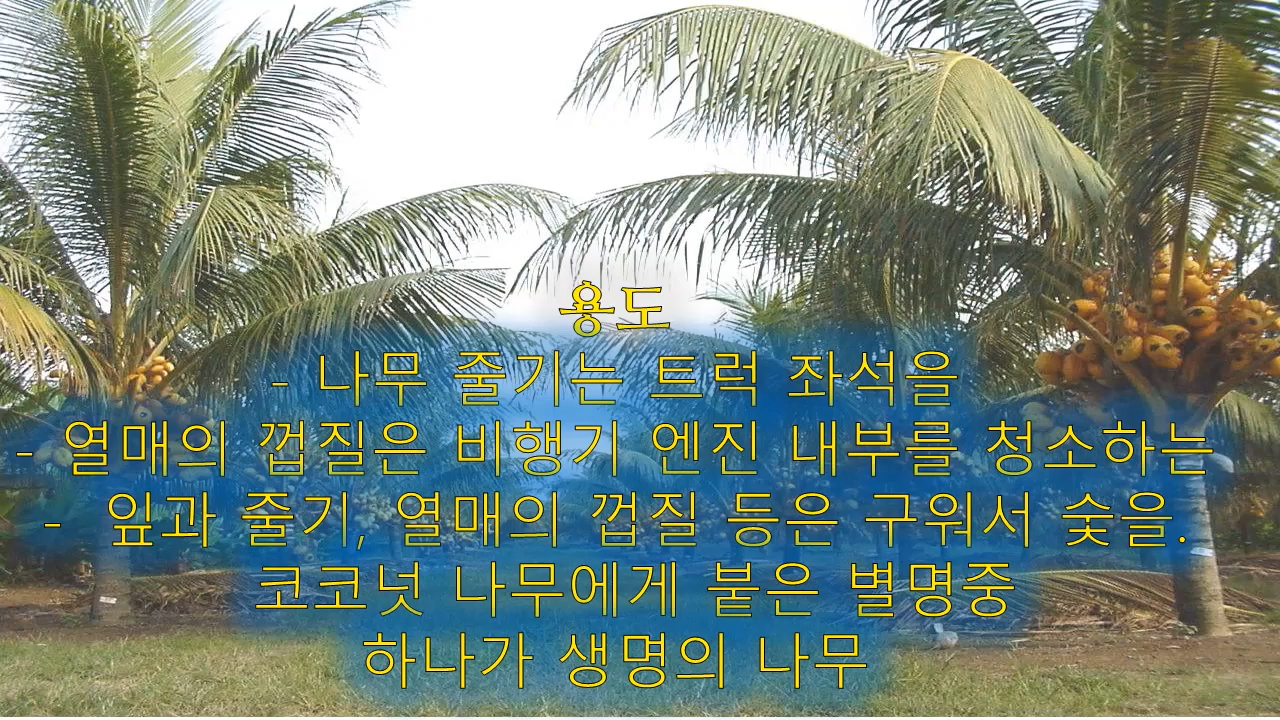 용도
- 나무 줄기는 트럭 좌석을
- 열매의 껍질은 비행기 엔진 내부를 청소하는
- 잎과 줄기, 열매의 껍질 등은 구워서 숯을.
코코넛 나무에게 붙은 별명중
하나가 생명의 나무